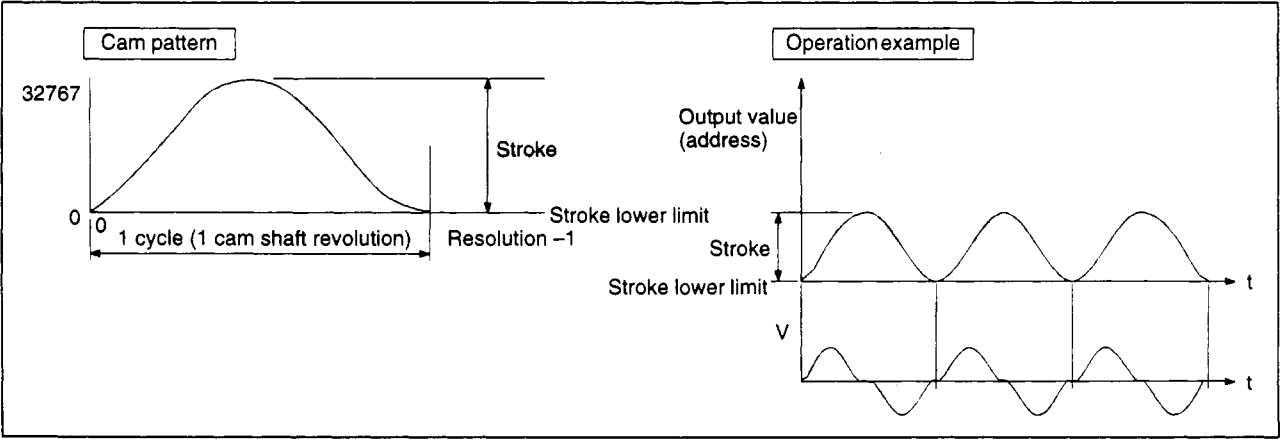 Cam pattern
32767
Stroke
0
0
Stroke lower limit
1 cycle (1 cam shaft revolution)
Resolution –1
Operation example
Output value
(address)
Stroke
Stroke lower limit
t
V
t